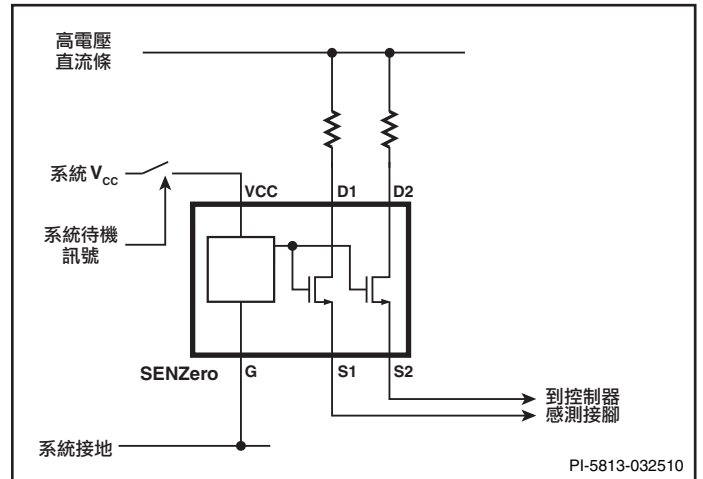 高電壓
直流條
系統 VCC
VCC
D1
D2
系統待機
訊號
SENZero
G
S1
S2
到控制器
感測接腳
系統接地
PI-5813-032510